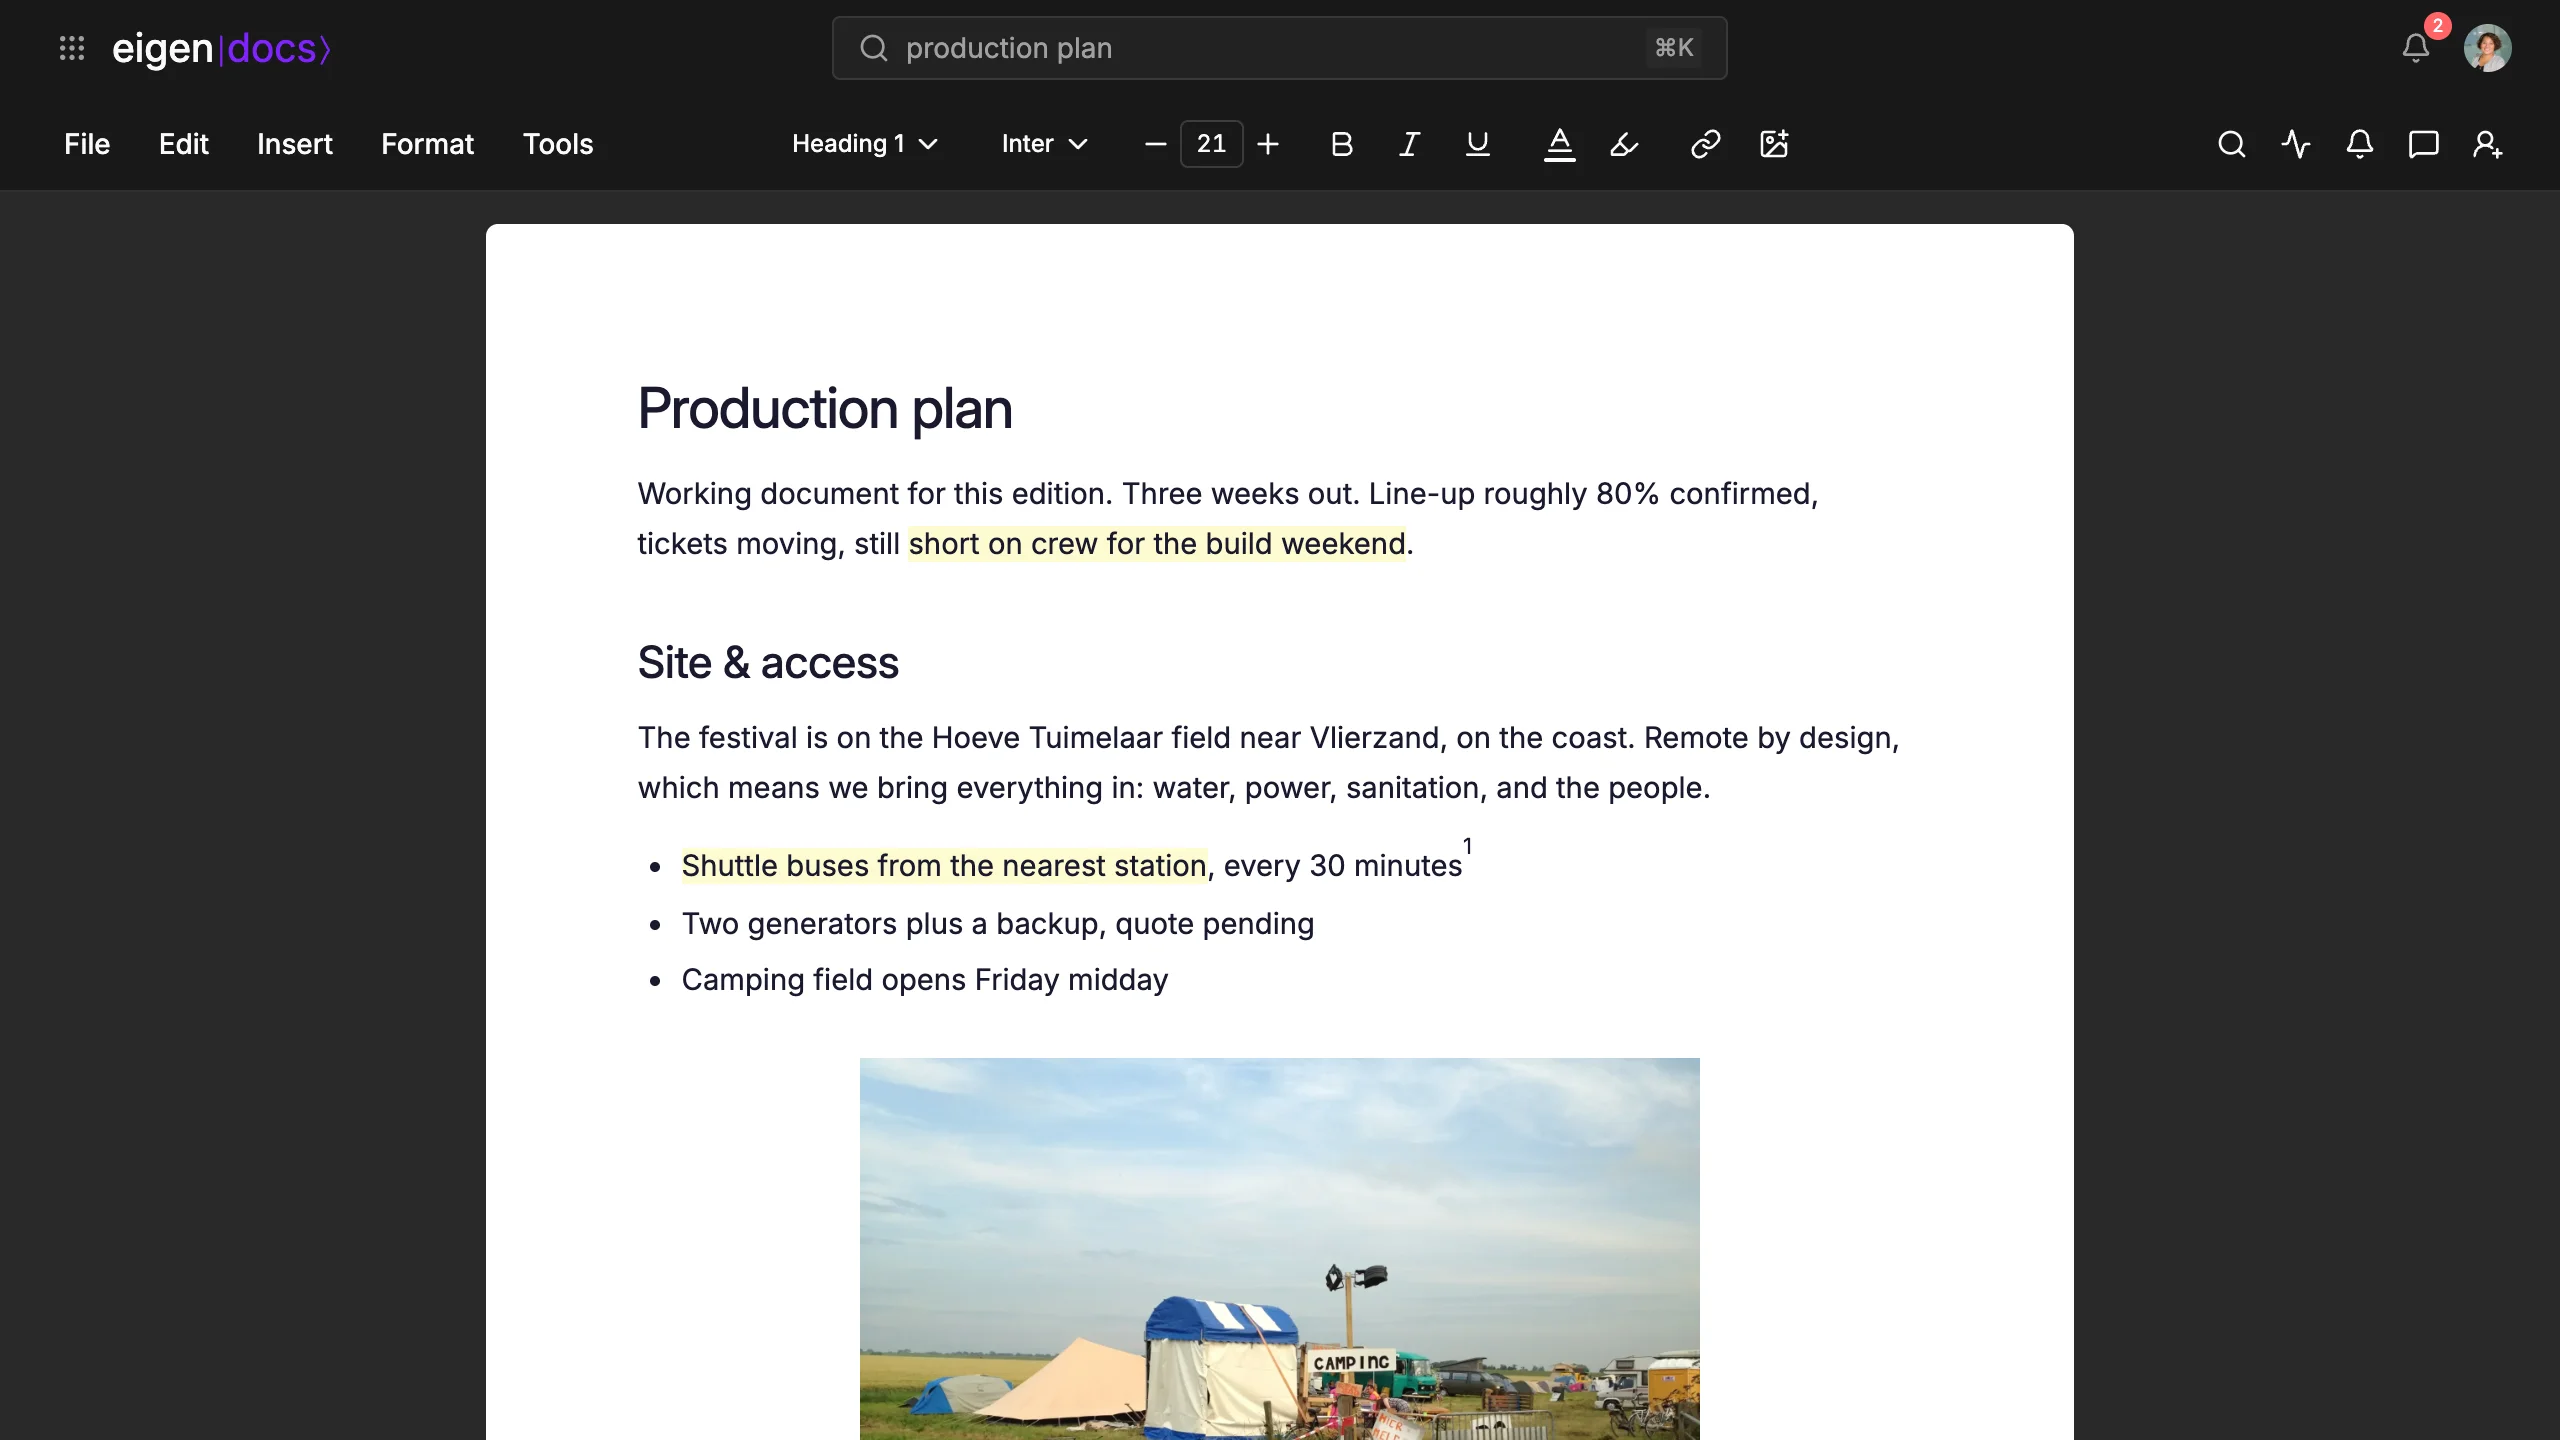 eigen|docs⟩
production plan
⌘K
2
File Edit Insert Format Tools
Heading 1
Inter
21
Production plan
Working document for this edition. Three weeks out. Line-up roughly 80% confirmed,
tickets moving, still short on crew for the build weekend.
Site & access
The festival is on the Hoeve Tuimelaar field near Vlierzand, on the coast. Remote by design,
which means we bring everything in: water, power, sanitation, and the people.
• Shuttle buses from the nearest station, every 30 minutes¹
• Two generators plus a backup, quote pending
• Camping field opens Friday midday
CAMPING